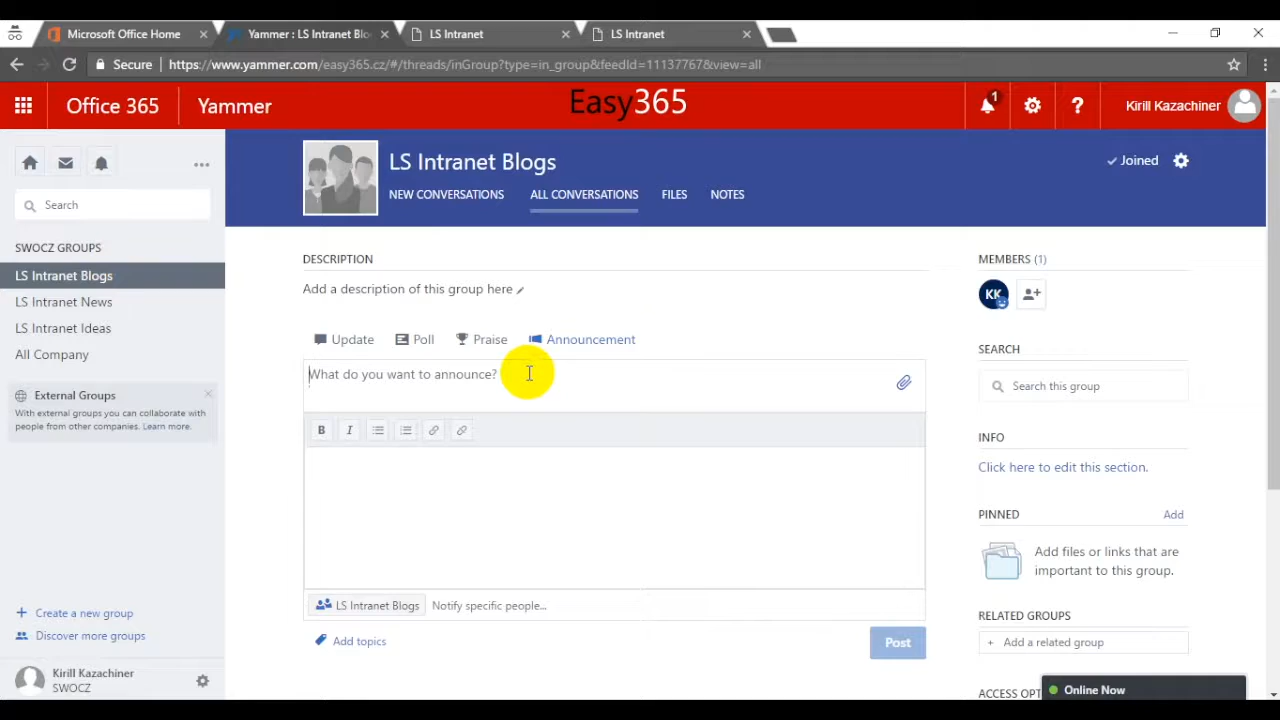 Microsoft Office Home
Yammer : LS Intranet Blo
LS Intranet
LS Intranet
Secure
https://www.yammer.com/easy365.cz/#/threads/inGroup?type=in_group&feedId=11137767&view=all
Office 365
Yammer
Easy365
1
Kirill Kazachiner
LS Intranet Blogs
Joined
NEW CONVERSATIONS
ALL CONVERSATIONS
FILES
NOTES
Search
SWOCZ GROUPS
LS Intranet Blogs
LS Intranet News
LS Intranet Ideas
All Company
External Groups
With external groups you can collaborate with
people from other companies. Learn more.
Create a new group
Discover more groups
Kirill Kazachiner
SWOCZ
DESCRIPTION
Add a description of this group here
Update
Poll
Praise
Announcement
What do you want to announce?
B
I
LS Intranet Blogs
Notify specific people...
Add topics
Post
MEMBERS (1)
KK
SEARCH
Search this group
INFO
Click here to edit this section.
PINNED
Add
Add files or links that are
important to this group.
RELATED GROUPS
+ Add a related group
ACCESS OPT
Online Now